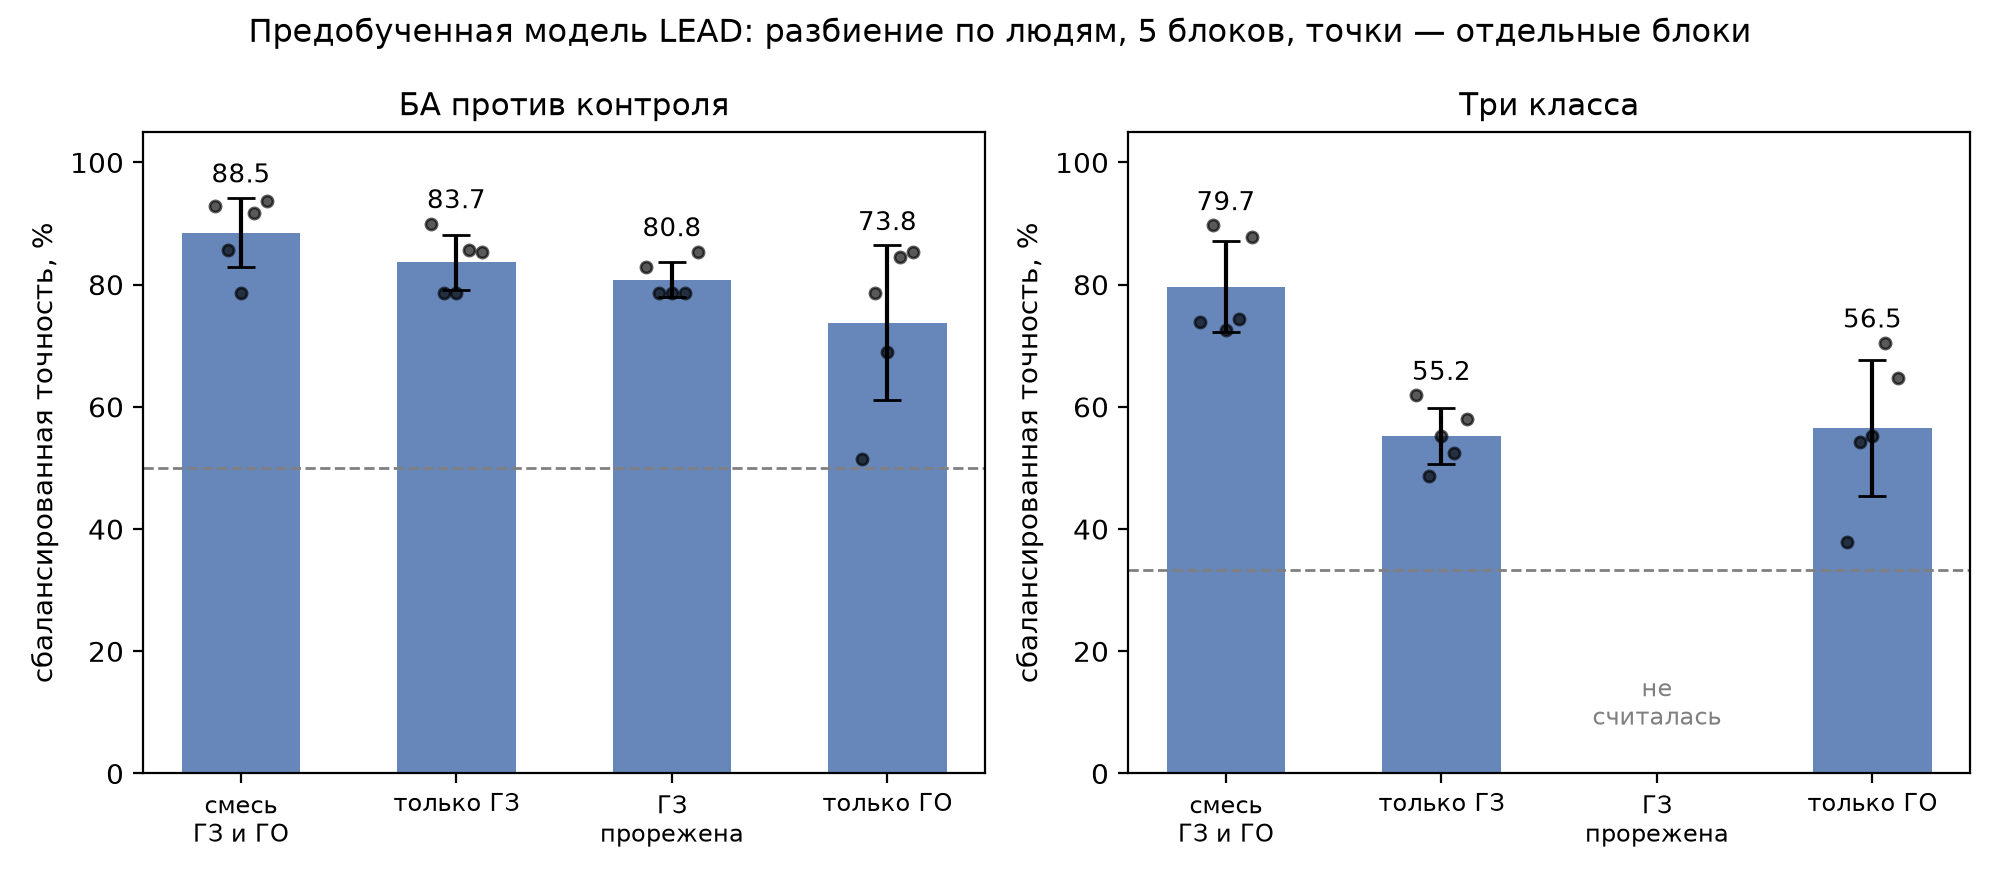 Предобученная модель LEAD: разбиение по людям, 5 блоков, точки — отдельные блоки
БА против контроля
сбалансированная точность, %
100
80
60
40
20
0
88.5
83.7
80.8
73.8
смесь
ГЗ и ГО
только ГЗ
ГЗ
прорежена
только ГО
Три класса
сбалансированная точность, %
100
80
60
40
20
0
79.7
55.2
не
считалась
56.5
смесь
ГЗ и ГО
только ГЗ
ГЗ
прорежена
только ГО